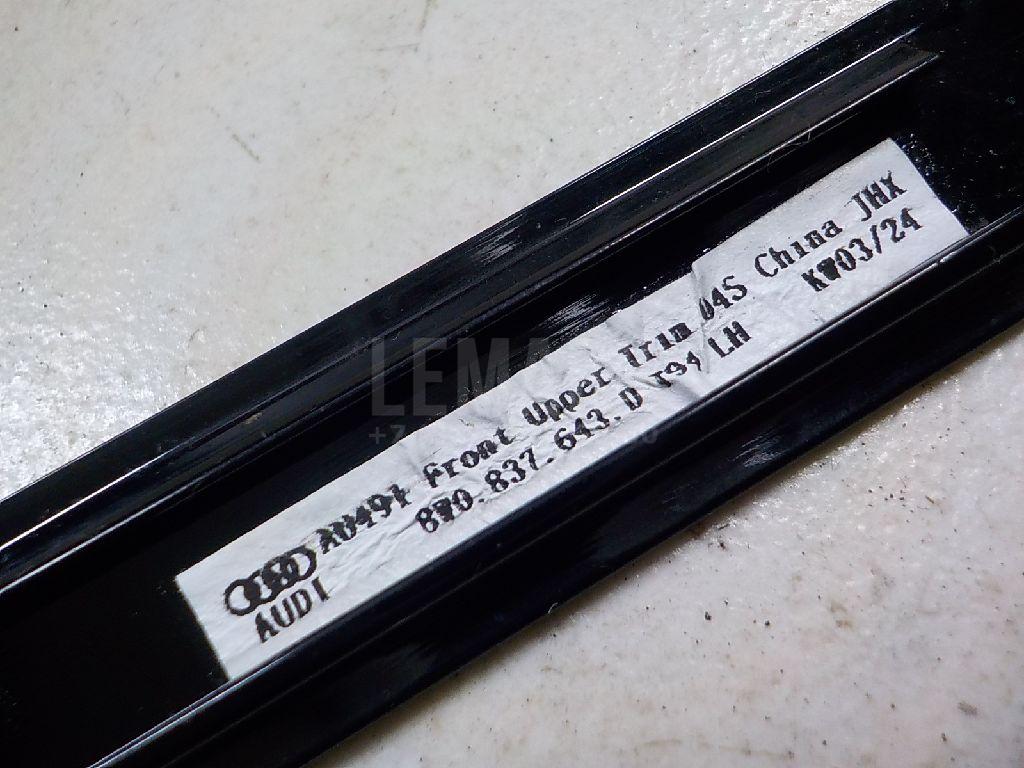 AU491 Front Upper Trim 04S China JHX
8W0.837.643.D T94 LH KW03/24
AUDI